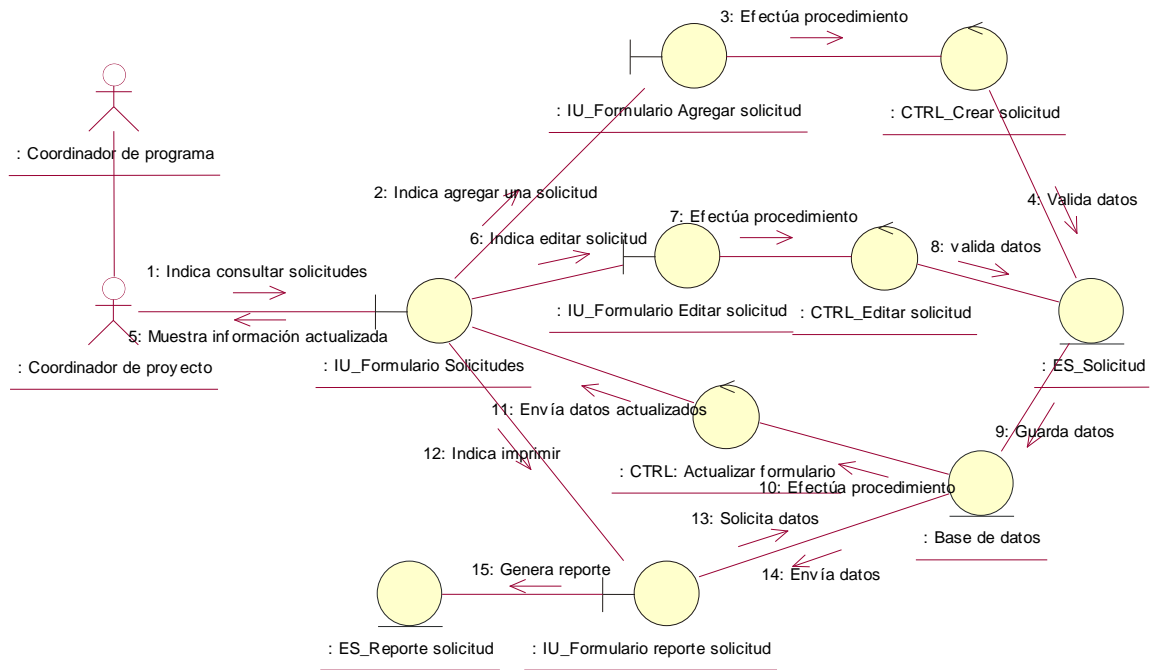 3: Efectúa procedimiento
: IU_Formulario Agregar solicitud
: CTRL_Crear solicitud
: Coordinador de programa
2: Indica agregar una solicitud
4: Valida datos
7: Efectúa procedimiento
6: Indica editar solicitud
8: valida datos
1: Indica consultar solicitudes
: IU_Formulario Editar solicitud
: CTRL_Editar solicitud
5: Muestra información actualizada
: Coordinador de proyecto
: IU_Formulario Solicitudes
: ES_Solicitud
11: Envía datos actualizados
9: Guarda datos
12: Indica imprimir
: CTRL: Actualizar formulario
10: Efectúa procedimiento
13: Solicita datos
: Base de datos
15: Genera reporte
14: Envía datos
: ES_Reporte solicitud
: IU_Formulario reporte solicitud